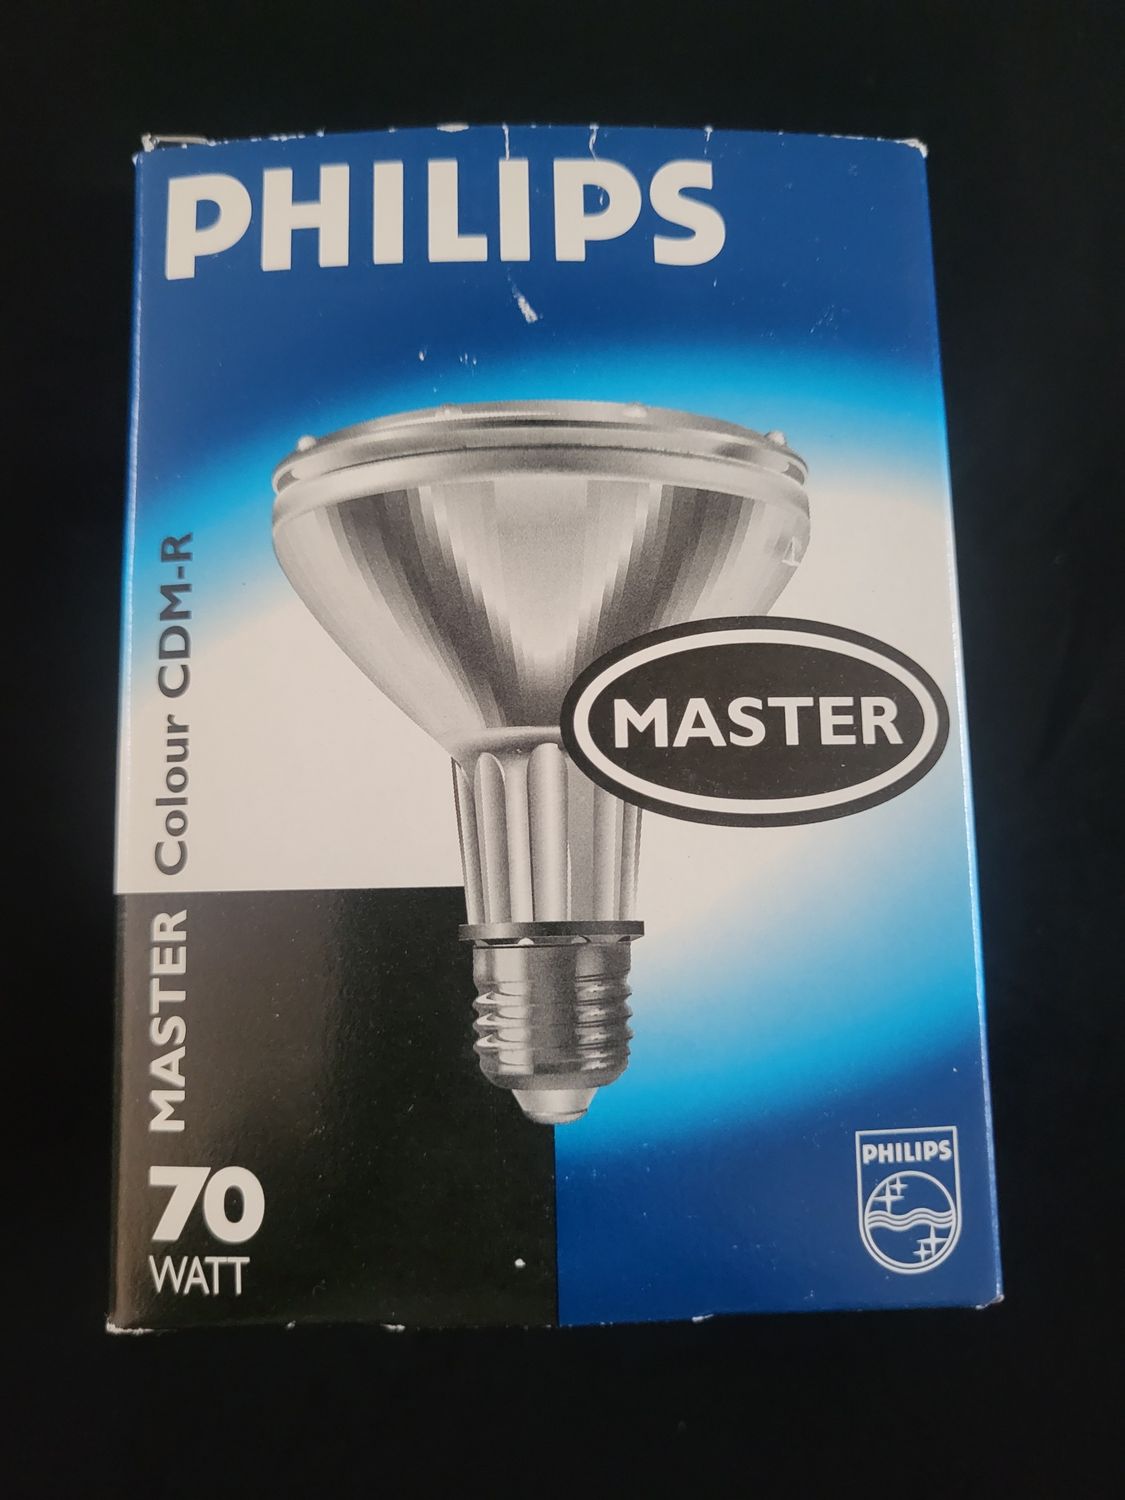 PHILIPS
MASTER
MASTER Colour CDM-R
70
WATT
PHILIPS